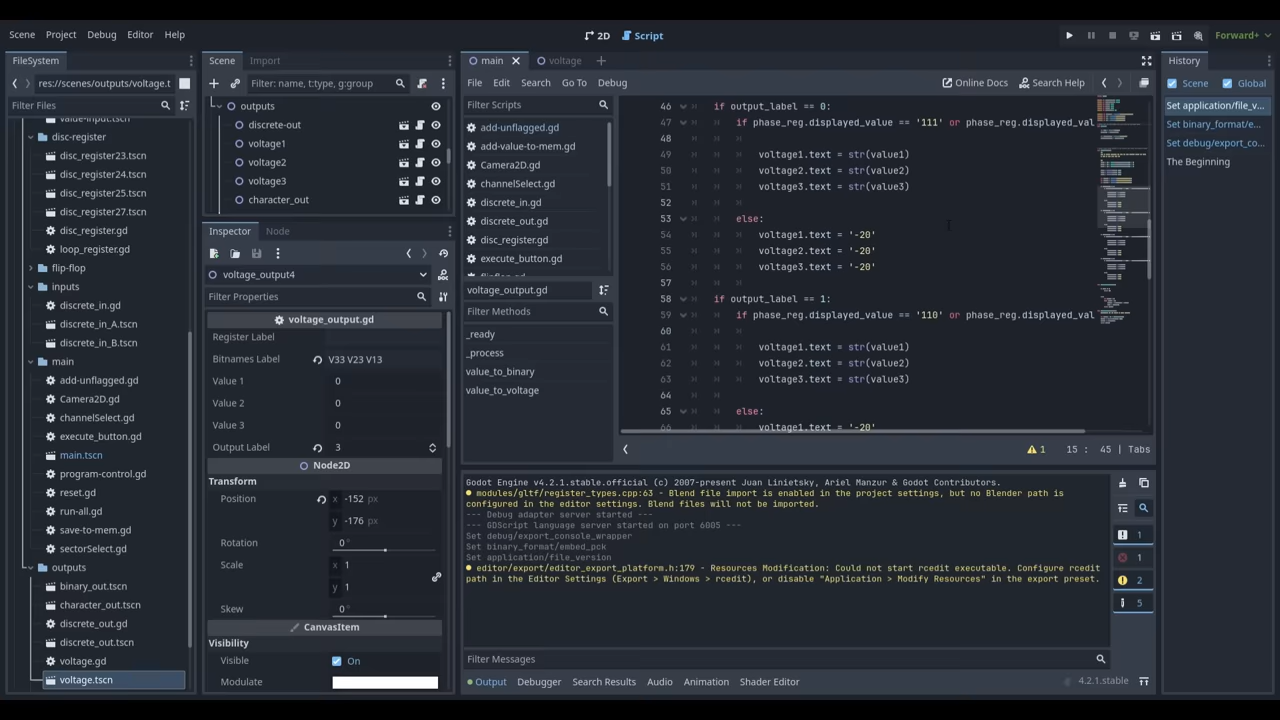 Scene Project Debug Editor Help
2D Script
Forward+
FileSystem
res://scenes/outputs/voltage.t
Filter Files
value-input.tscn
disc-register
disc_register23.tscn
disc_register24.tscn
disc_register25.tscn
disc_register27.tscn
disc_register.gd
loop_register.gd
flip-flop
inputs
discrete_in.gd
discrete_in_A.tscn
discrete_in_B.tscn
main
add-unflagged.gd
Camera2D.gd
channelSelect.gd
execute_button.gd
main.tscn
program-control.gd
reset.gd
run-all.gd
save-to-mem.gd
sectorSelect.gd
outputs
binary_out.tscn
character_out.tscn
discrete_out.gd
discrete_out.tscn
voltage.gd
voltage.tscn
Scene Import
Filter: name, t:type, g:group
outputs
discrete-out
voltage1
voltage2
voltage3
character_out
Inspector Node
voltage_output4
Filter Properties
voltage_output.gd
Register Label
Bitnames Label V33 V23 V13
Value 1 0
Value 2 0
Value 3 0
Output Label 3
Node2D
Transform
Position x -152 px
y -176 px
Rotation 0 °
Scale x 1
y 1
Skew 0 °
CanvasItem
Visibility
Visible On
Modulate
main voltage
File Edit Search Go To Debug Online Docs Search Help
Filter Scripts
add-unflagged.gd
add-value-to-mem.gd
Camera2D.gd
channelSelect.gd
discrete_in.gd
discrete_out.gd
disc_register.gd
execute_button.gd
voltage_output.gd
Filter Methods
_ready
_process
value_to_binary
value_to_voltage
46 if output_label == 0:
47 if phase_reg.displayed_value == '111' or phase_reg.displayed_val
48
49 voltage1.text = str(value1)
50 voltage2.text = str(value2)
51 voltage3.text = str(value3)
52
53 else:
54 voltage1.text = '-20'
55 voltage2.text = '-20'
56 voltage3.text = '-20'
57
58 if output_label == 1:
59 if phase_reg.displayed_value == '110' or phase_reg.displayed_val
60
61 voltage1.text = str(value1)
62 voltage2.text = str(value2)
63 voltage3.text = str(value3)
64
65 else:
66 voltage1.text = '-20'
1 15 : 45 | Tabs
Godot Engine v4.2.1.stable.official (c) 2007-present Juan Linietsky, Ariel Manzur & Godot Contributors.
modules/gltf/register_types.cpp:63 - Blend file import is enabled in the project settings, but no Blender path is
configured in the editor settings. Blend files will not be imported.
--- Debug adapter server started ---
--- GDScript language server started on port 6005 ---
Set debug/export_console_wrapper
Set binary_format/embed_pck
Set application/file_version
editor/export/editor_export_platform.h:179 - Resources Modification: Could not start rcedit executable. Configure rcedit
path in the Editor Settings (Export > Windows > rcedit), or disable "Application > Modify Resources" in the export preset.
1
1
2
5
Filter Messages
Output Debugger Search Results Audio Animation Shader Editor 4.2.1.stable
History
Scene Global
Set application/file_v...
Set binary_format/e...
Set debug/export_co...
The Beginning